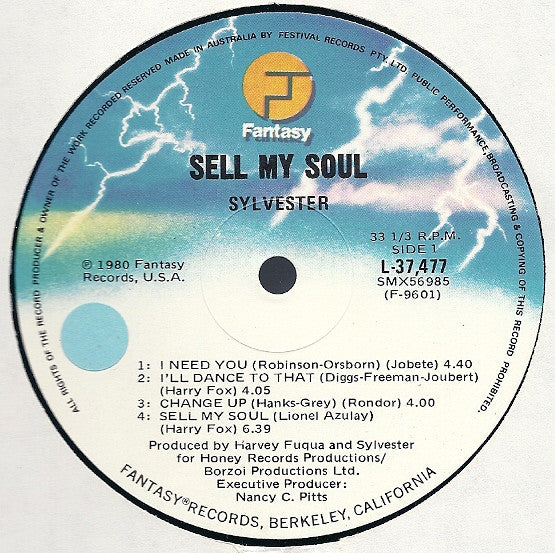 ALL RIGHTS OF THE RECORD PRODUCER & OWNER OF THE WORK RECORDED RESERVED MADE IN AUSTRALIA BY FESTIVAL RECORDS PTY. LTD PUBLIC PERFORMANCE, BROADCASTING & COPYING OF THIS RECORD PROHIBITED.
Fantasy
SELL MY SOUL
SYLVESTER
℗ 1980 Fantasy
Records, U.S.A.
33 1/3 R.P.M.
SIDE 1
L-37,477
SMX56985
(F-9601)
1: I NEED YOU (Robinson-Orsborn) (Jobete) 4.40
2: I'LL DANCE TO THAT (Diggs-Freeman-Joubert)
(Harry Fox) 4.05
3: CHANGE UP (Hanks-Grey) (Rondor) 4.00
4: SELL MY SOUL (Lionel Azulay)
(Harry Fox) 6.39
Produced by Harvey Fuqua and Sylvester
for Honey Records Productions/
Borzoi Productions Ltd.
Executive Producer:
Nancy C. Pitts
FANTASY® RECORDS, BERKELEY, CALIFORNIA